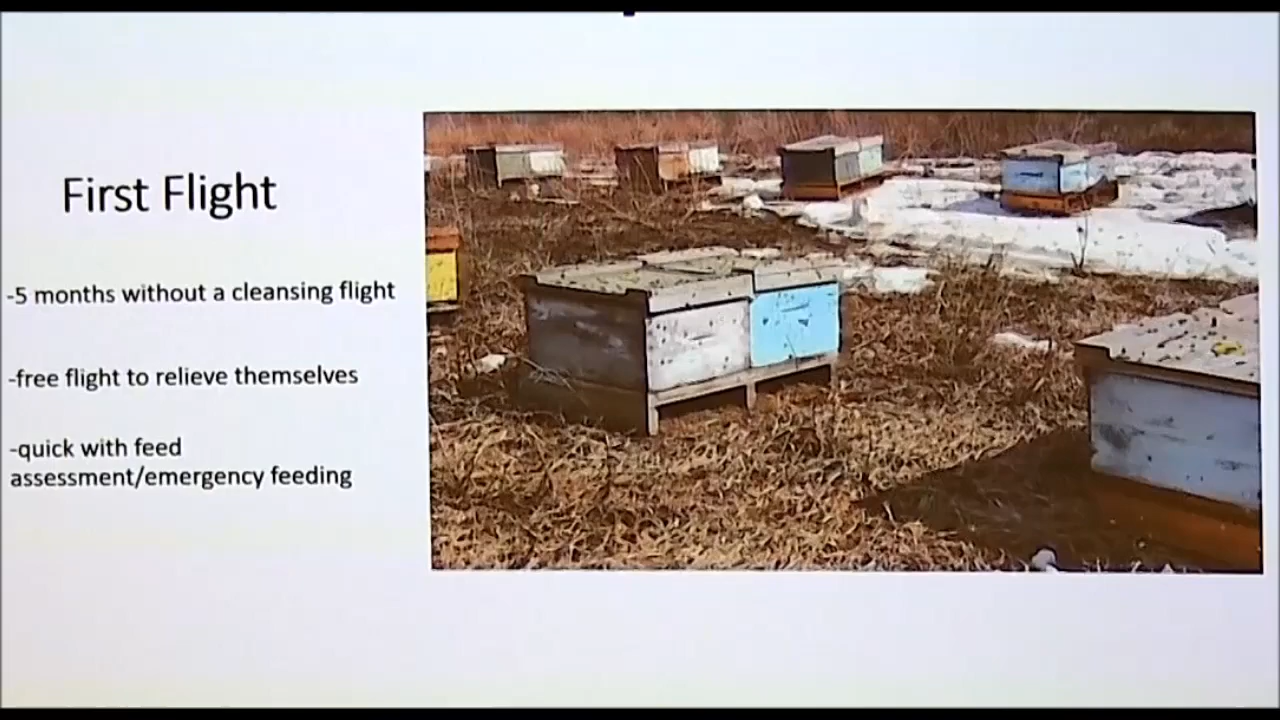 First Flight
-5 months without a cleansing flight
-free flight to relieve themselves
-quick with feed
assessment/emergency feeding